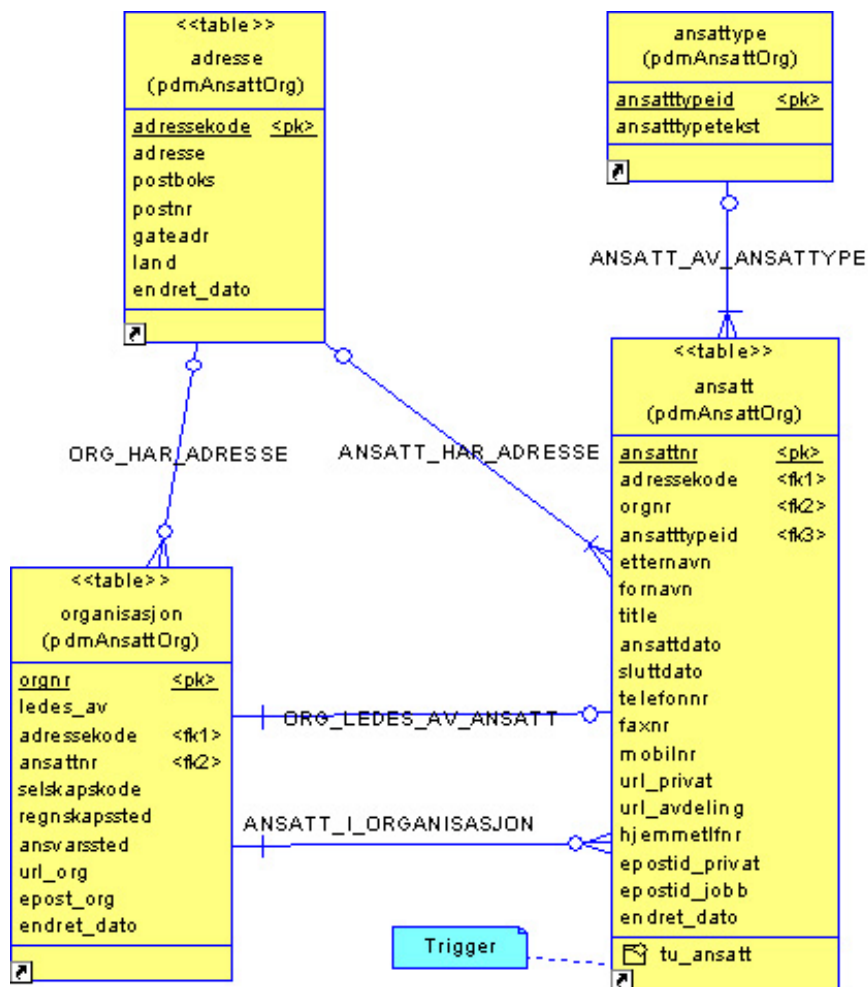 <<table>>
adresse
(pdmAnsattOrg)
adressekode <pk>
adresse
postboks
postnr
gateadr
land
endret_dato
ansattype
(pdmAnsattOrg)
ansatttypeid <pk>
ansatttypetekst
ANSATT_AV_ANSATTYPE
ORG_HAR_ADRESSE
ANSATT_HAR_ADRESSE
<<table>>
ansatt
(pdmAnsattOrg)
ansattnr <pk>
adressekode <fk1>
orgnr <fk2>
ansatttypeid <fk3>
etternavn
fornavn
title
ansattdato
sluttdato
telefonnr
faxnr
mobilnr
url_privat
url_avdeling
hjemmetlfnr
epostid_privat
epostid_jobb
endret_dato
tu_ansatt
<<table>>
organisasjon
(pdmAnsattOrg)
orgnr <pk>
ledes_av
adressekode <fk1>
ansattnr <fk2>
selskapskode
regnskapssted
ansvarssted
url_org
epost_org
endret_dato
ORG_LEDES_AV_ANSATT
ANSATT_I_ORGANISASJON
Trigger